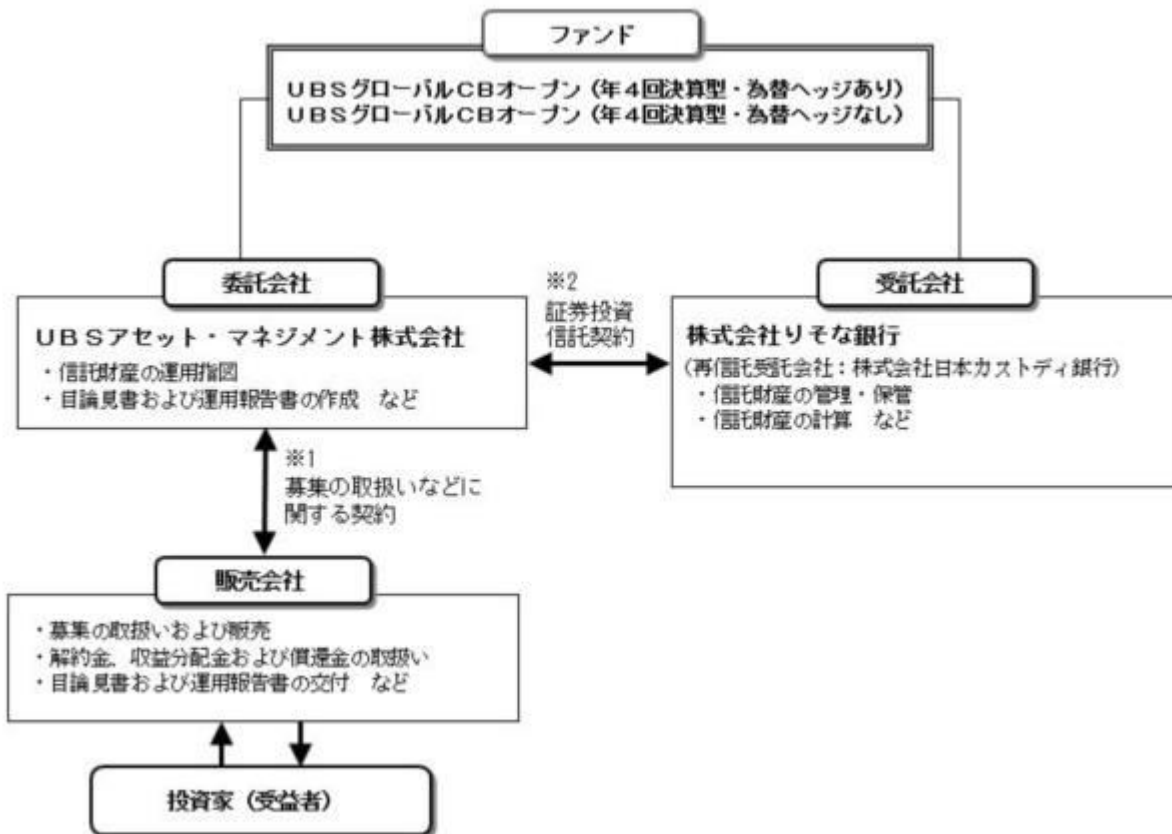 ファンド
UBSグローバルCBオープン（年4回決算型・為替ヘッジあり）
UBSグローバルCBオープン（年4回決算型・為替ヘッジなし）
委託会社
UBSアセット・マネジメント株式会社
・信託財産の運用指図
・目論見書および運用報告書の作成　など
※2
証券投資
信託契約
受託会社
株式会社りそな銀行
（再信託受託会社：株式会社日本カストディ銀行）
・信託財産の管理・保管
・信託財産の計算　など
※1
募集の取扱いなどに
関する契約
販売会社
・募集の取扱いおよび販売
・解約金、収益分配金および償還金の取扱い
・目論見書および運用報告書の交付　など
投資家（受益者）